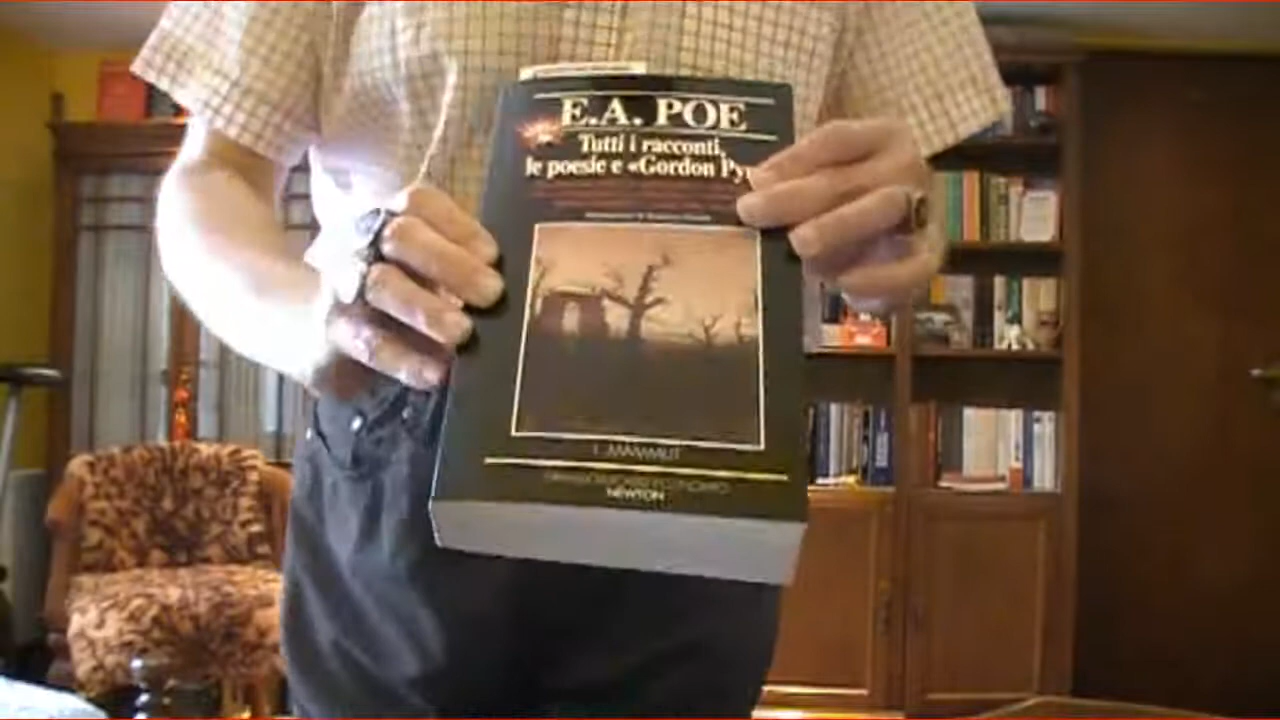 E.A. POE
Tutti i racconti,
le poesie e «Gordon Py
I MAMMUT
NEWTON